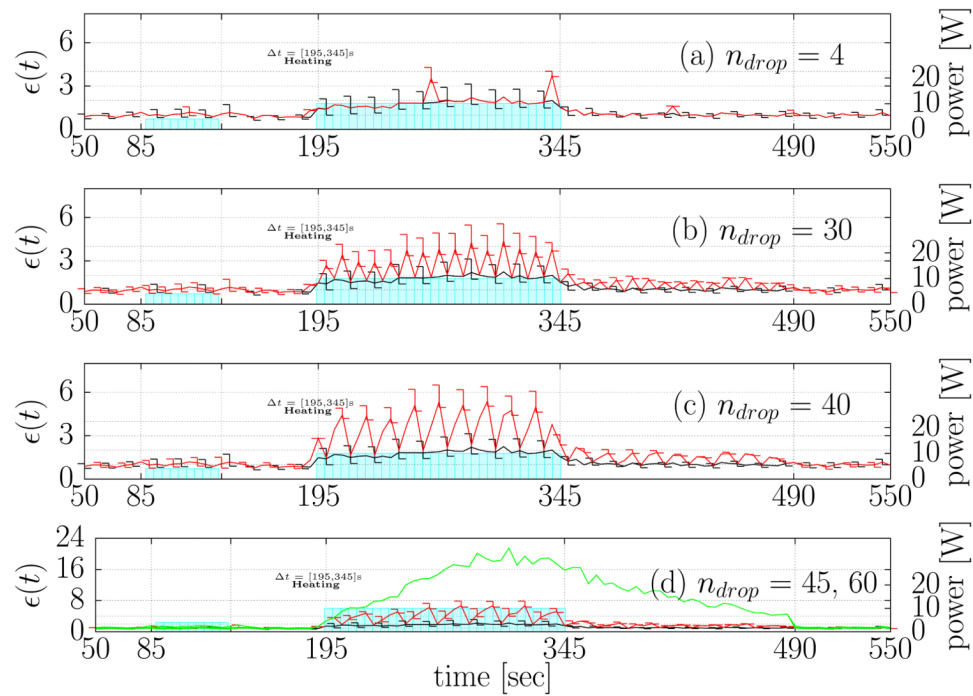 6
3
0
ϵ(t)
Δt = [195,345]s
Heating
(a) n_drop = 4
20
10
0
power [W]
50 85 195 345 490 550
6
3
0
ϵ(t)
Δt = [195,345]s
Heating
(b) n_drop = 30
20
10
0
power [W]
50 85 195 345 490 550
6
3
0
ϵ(t)
Δt = [195,345]s
Heating
(c) n_drop = 40
20
10
0
power [W]
50 85 195 345 490 550
24
16
8
0
ϵ(t)
Δt = [195,345]s
Heating
(d) n_drop = 45, 60
20
10
0
power [W]
50 85 195 345 490 550
time [sec]